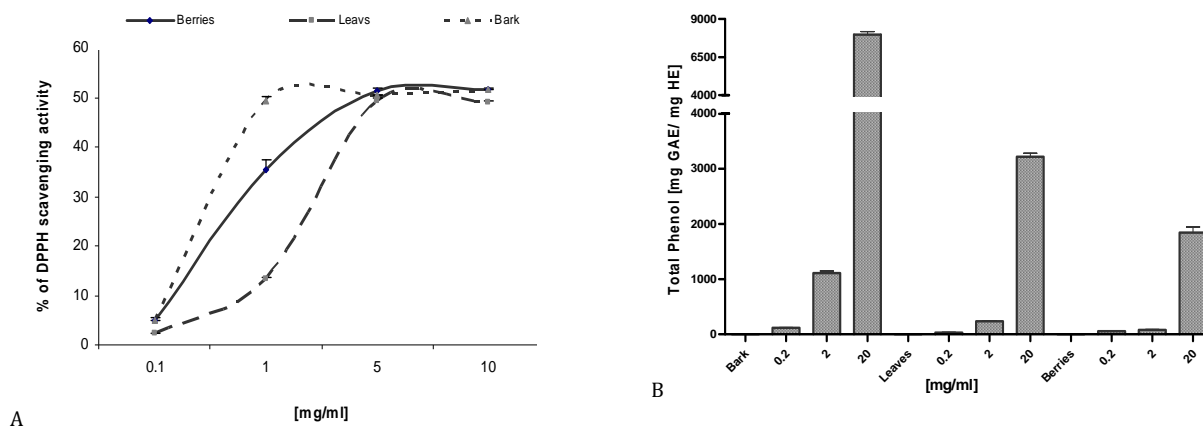 Berries Leavs Bark
60
50
40
30
20
10
0
% of DPPH scavenging activity
0.1 1 5 10
[mg/ml]
A
9000
6500
4000
4000
3000
2000
1000
0
Total Phenol [mg GAE/ mg HE]
Bark 0.2 2 20 Leaves 0.2 2 20 Berries 0.2 2 20
[mg/ml]
B